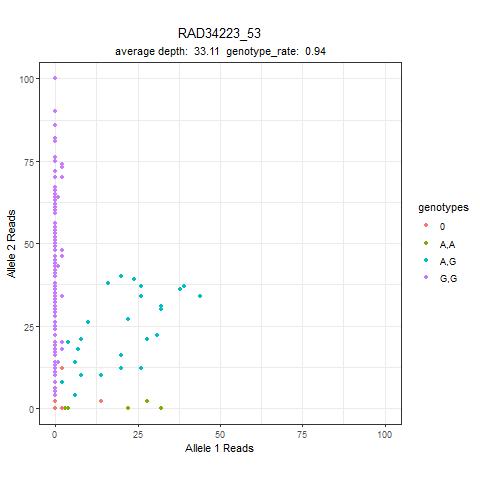 RAD34223_53
average depth: 33.11 genotype_rate: 0.94
100
75
50
25
0
Allele 2 Reads
0 25 50 75 100
Allele 1 Reads
genotypes
0
A,A
A,G
G,G